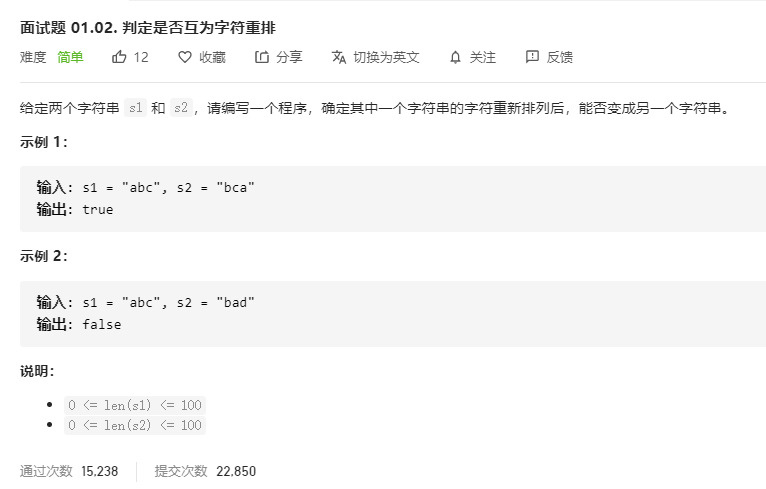 面试题 01.02. 判定是否互为字符重排
难度 简单 12 收藏 分享 切换为英文 关注 反馈
给定两个字符串 s1 和 s2，请编写一个程序，确定其中一个字符串的字符重新排列后，能否变成另一个字符串。
示例 1：
输入: s1 = "abc", s2 = "bca"
输出: true
示例 2：
输入: s1 = "abc", s2 = "bad"
输出: false
说明：
0 <= len(s1) <= 100
0 <= len(s2) <= 100
通过次数 15,238 提交次数 22,850